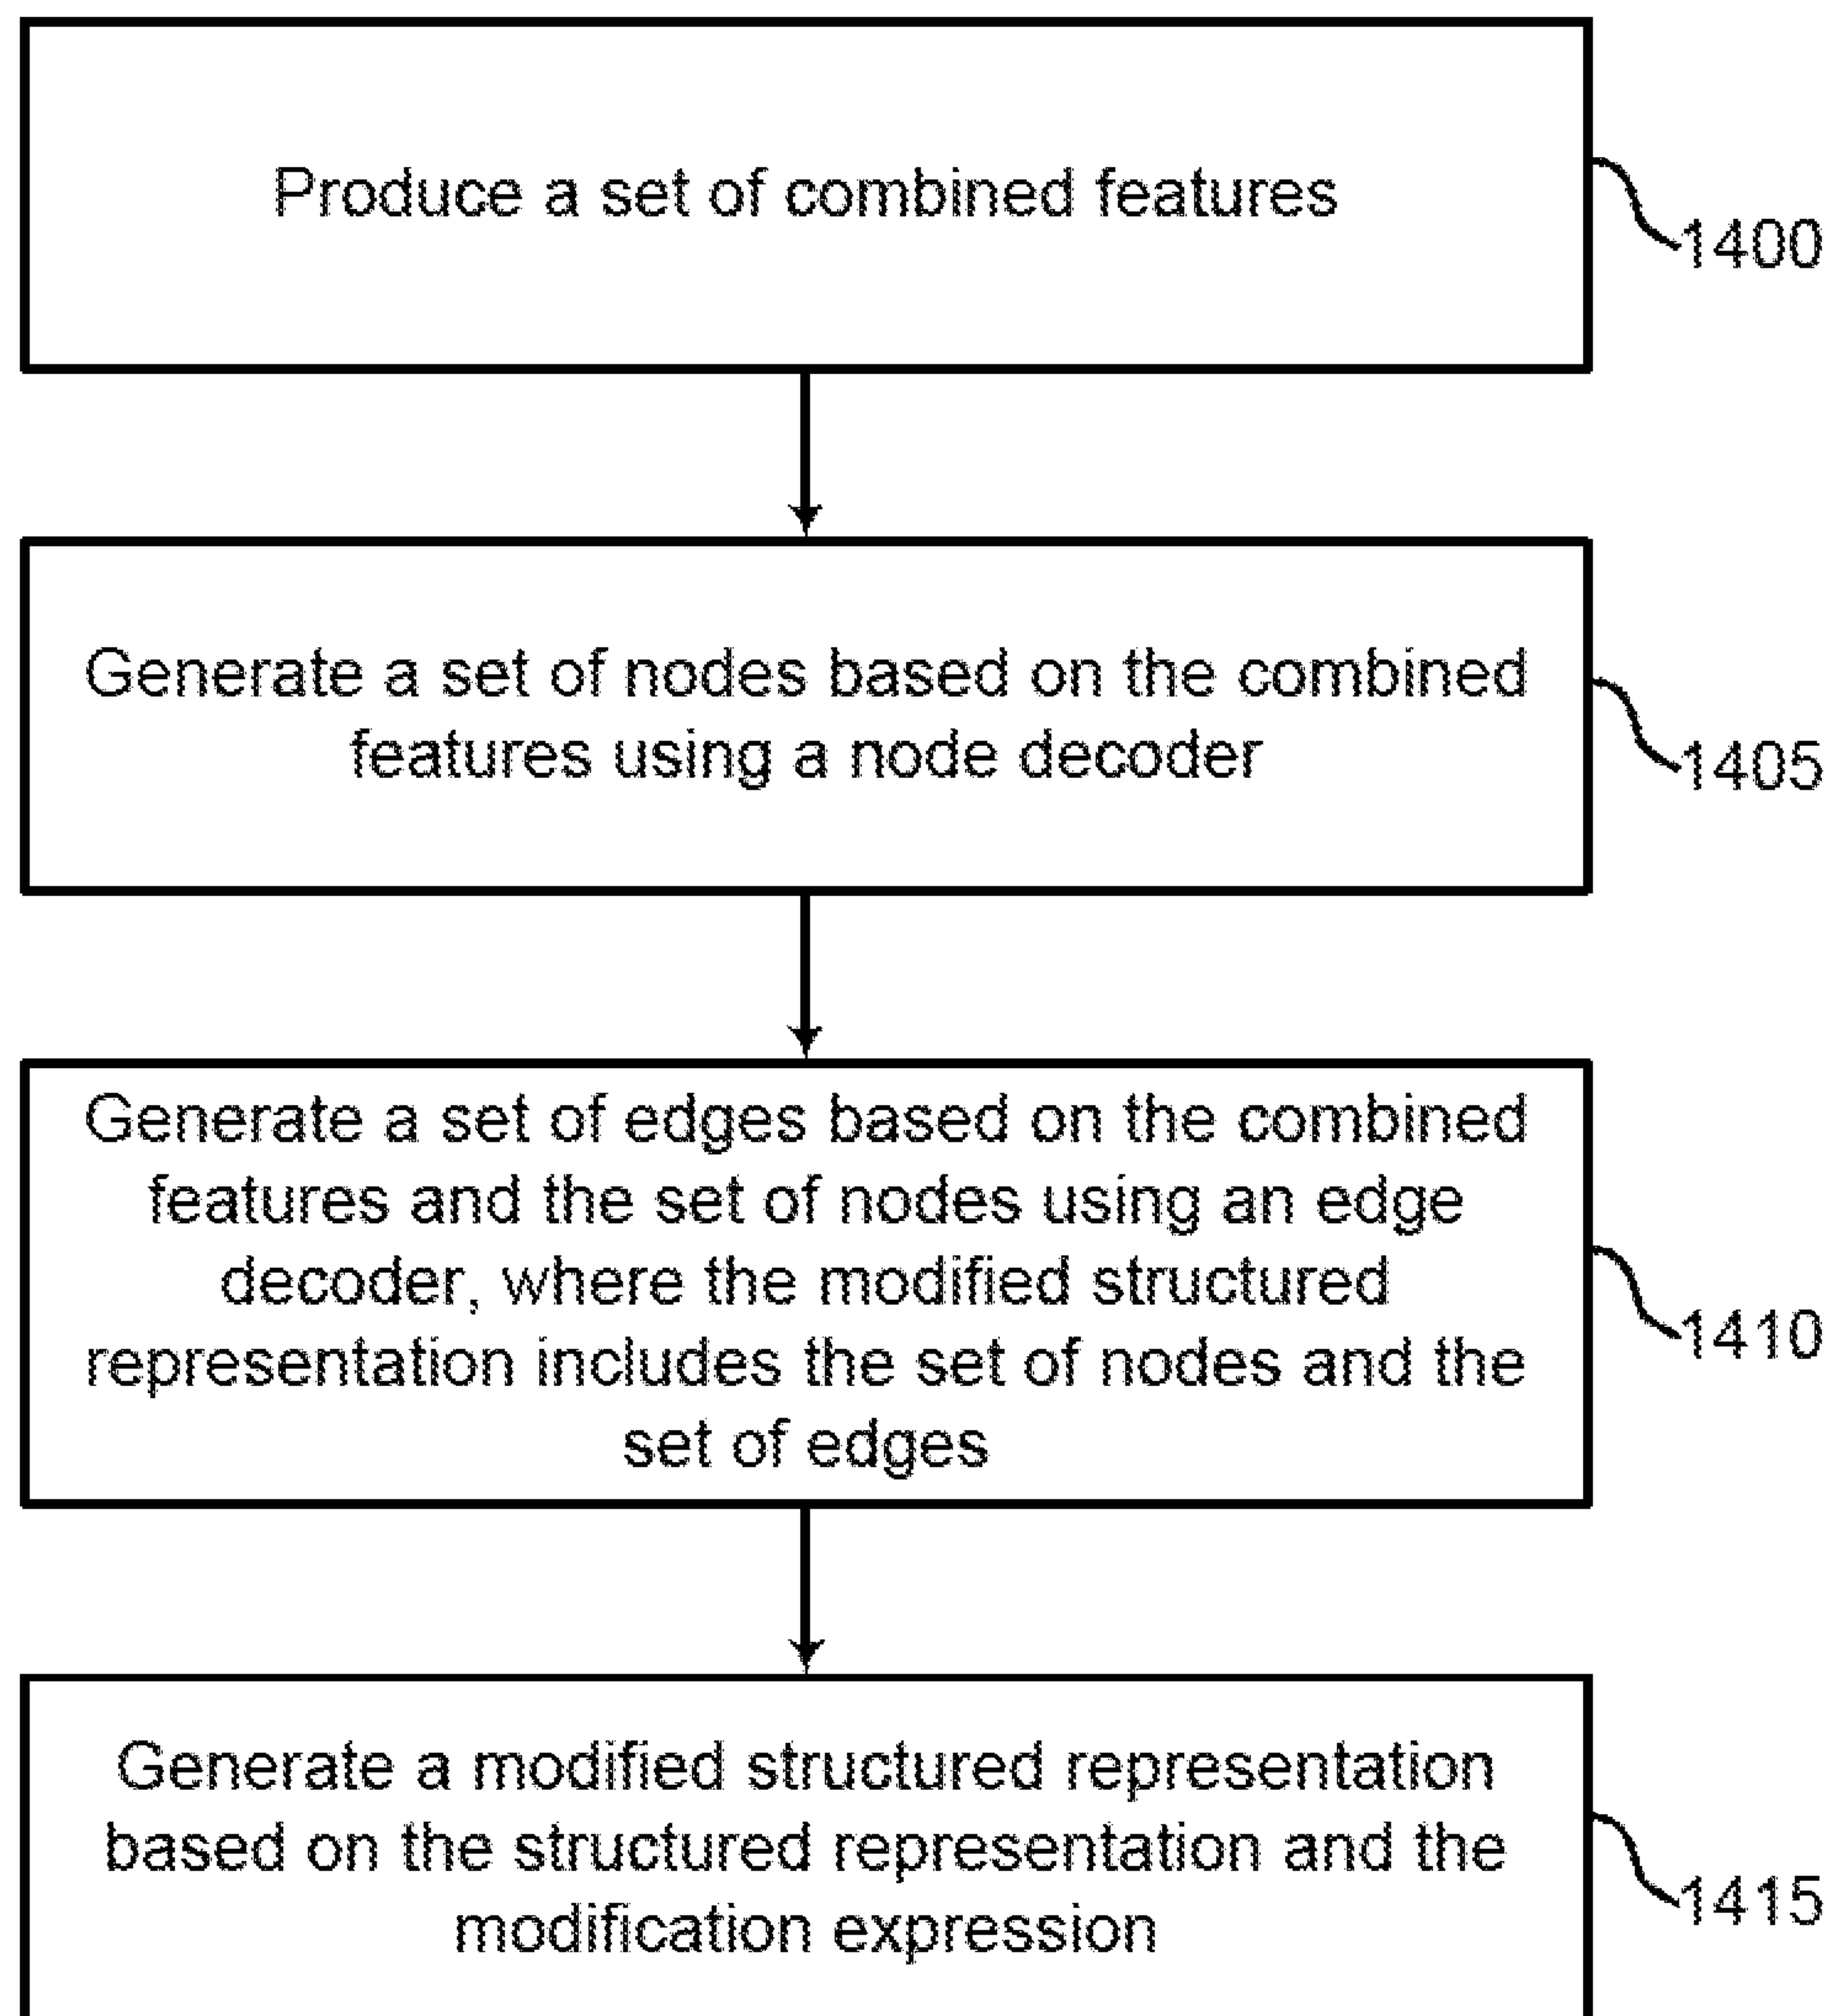 Produce a set of combined features
1400
Generate a set of nodes based on the combined
features using a node decoder
1405
Generate a set of edges based on the combined
features and the set of nodes using an edge
decoder, where the modified structured
representation includes the set of nodes and the
set of edges
1410
Generate a modified structured representation
based on the structured representation and the
modification expression
1415